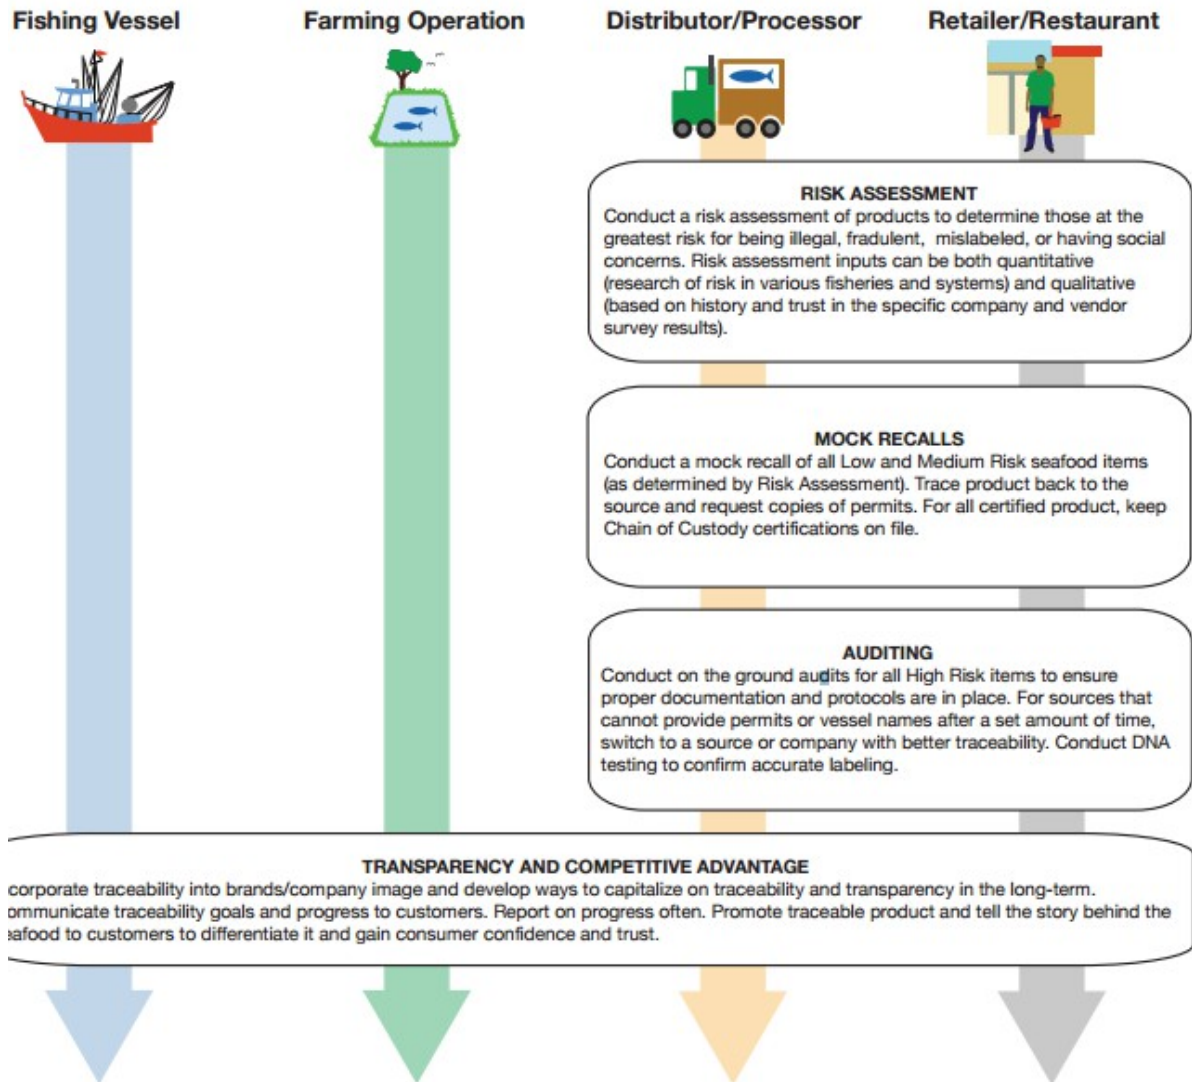 Fishing Vessel
Farming Operation
Distributor/Processor
Retailer/Restaurant
RISK ASSESSMENT
Conduct a risk assessment of products to determine those at the
greatest risk for being illegal, fradulent, mislabeled, or having social
concerns. Risk assessment inputs can be both quantitative
(research of risk in various fisheries and systems) and qualitative
(based on history and trust in the specific company and vendor
survey results).
MOCK RECALLS
Conduct a mock recall of all Low and Medium Risk seafood items
(as determined by Risk Assessment). Trace product back to the
source and request copies of permits. For all certified product, keep
Chain of Custody certifications on file.
AUDITING
Conduct on the ground audits for all High Risk items to ensure
proper documentation and protocols are in place. For sources that
cannot provide permits or vessel names after a set amount of time,
switch to a source or company with better traceability. Conduct DNA
testing to confirm accurate labeling.
TRANSPARENCY AND COMPETITIVE ADVANTAGE
corporate traceability into brands/company image and develop ways to capitalize on traceability and transparency in the long-term.
ommunicate traceability goals and progress to customers. Report on progress often. Promote traceable product and tell the story behind the
eafood to customers to differentiate it and gain consumer confidence and trust.